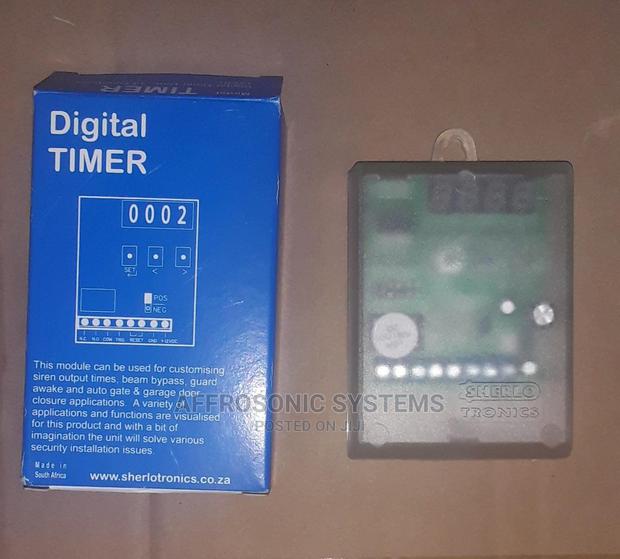 TIMER
Digital
TIMER
0002
SET
<
>
POS
NEG
N.C N.O COM TRG RESET GND +12VDC
This module can be used for customising
siren output times, beam bypass, guard
awake and auto gate & garage door
closure applications. A variety of
applications and functions are visualised
for this product and with a bit of
imagination the unit will solve various
security installation issues.
Made in
South Africa
www.sherlotronics.co.za
SHERLO
TRONICS
AFFROSONIC SYSTEMS
POSTED ON JIJI